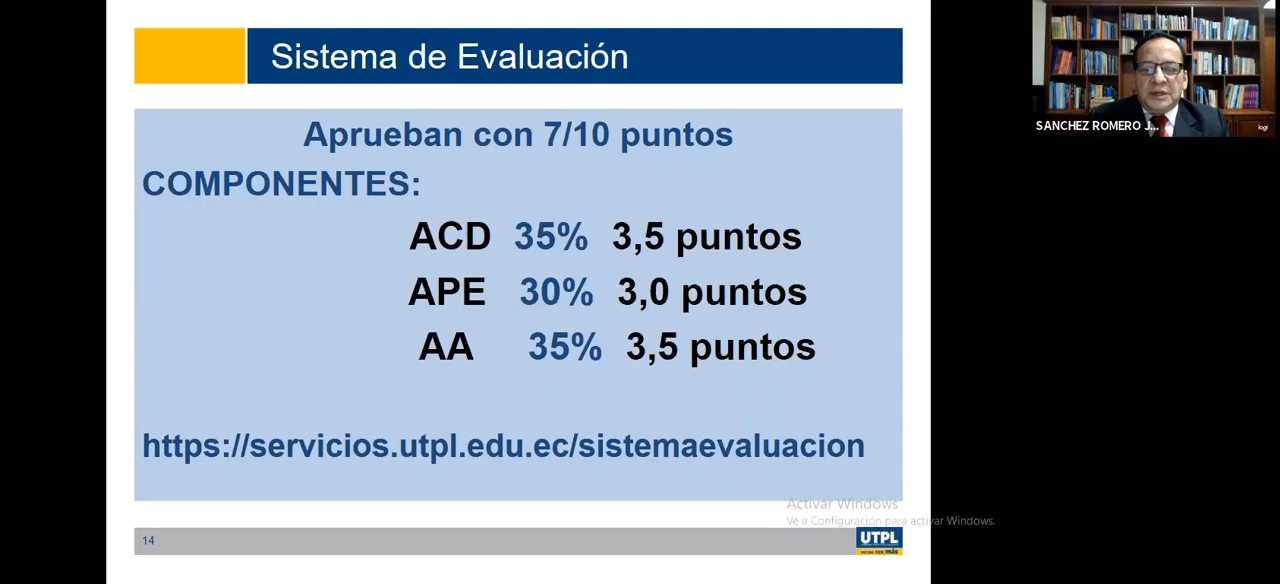 Sistema de Evaluación
Aprueban con 7/10 puntos
COMPONENTES:
ACD 35% 3,5 puntos
APE 30% 3,0 puntos
AA 35% 3,5 puntos
https://servicios.utpl.edu.ec/sistemaevaluacion
14
UTPL
SANCHEZ ROMERO J...
logi
Activar Windows
Ve a Configuración para activar Windows.